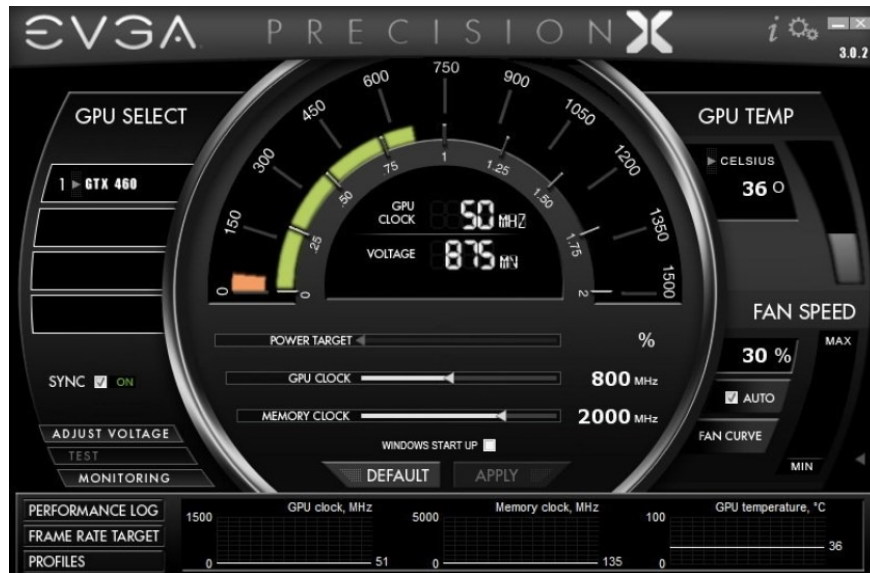 EVGA PRECISION X
i
3.0.2
GPU SELECT
1 GTX 460
SYNC ON
ADJUST VOLTAGE
TEST
MONITORING
0 150 300 450 600 750 900 1050 1200 1350 1500
0 .25 .50 .75 1 1.25 1.50 1.75 2
GPU CLOCK 50 MHZ
VOLTAGE 875 MV
POWER TARGET %
GPU CLOCK 800 MHz
MEMORY CLOCK 2000 MHz
WINDOWS START UP
DEFAULT APPLY
GPU TEMP
CELSIUS
36 O
FAN SPEED
MAX
30 %
AUTO
FAN CURVE
MIN
PERFORMANCE LOG
FRAME RATE TARGET
PROFILES
GPU clock, MHz
1500
0
51
Memory clock, MHz
5000
0
135
GPU temperature, °C
100
0
36